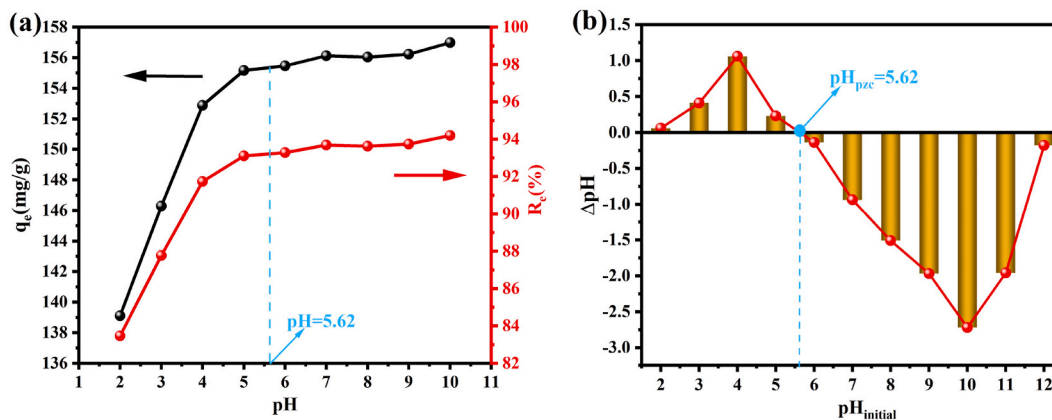 (a)
158
156
154
152
150
148
146
144
142
140
138
136
qe(mg/g)
1 2 3 4 5 6 7 8 9 10 11
pH
pH=5.62
100
98
96
94
92
90
88
86
84
82
Re(%)
(b)
1.5
1.0
0.5
0.0
-0.5
-1.0
-1.5
-2.0
-2.5
-3.0
ΔpH
pHpzc=5.62
2 3 4 5 6 7 8 9 10 11 12
pHinitial